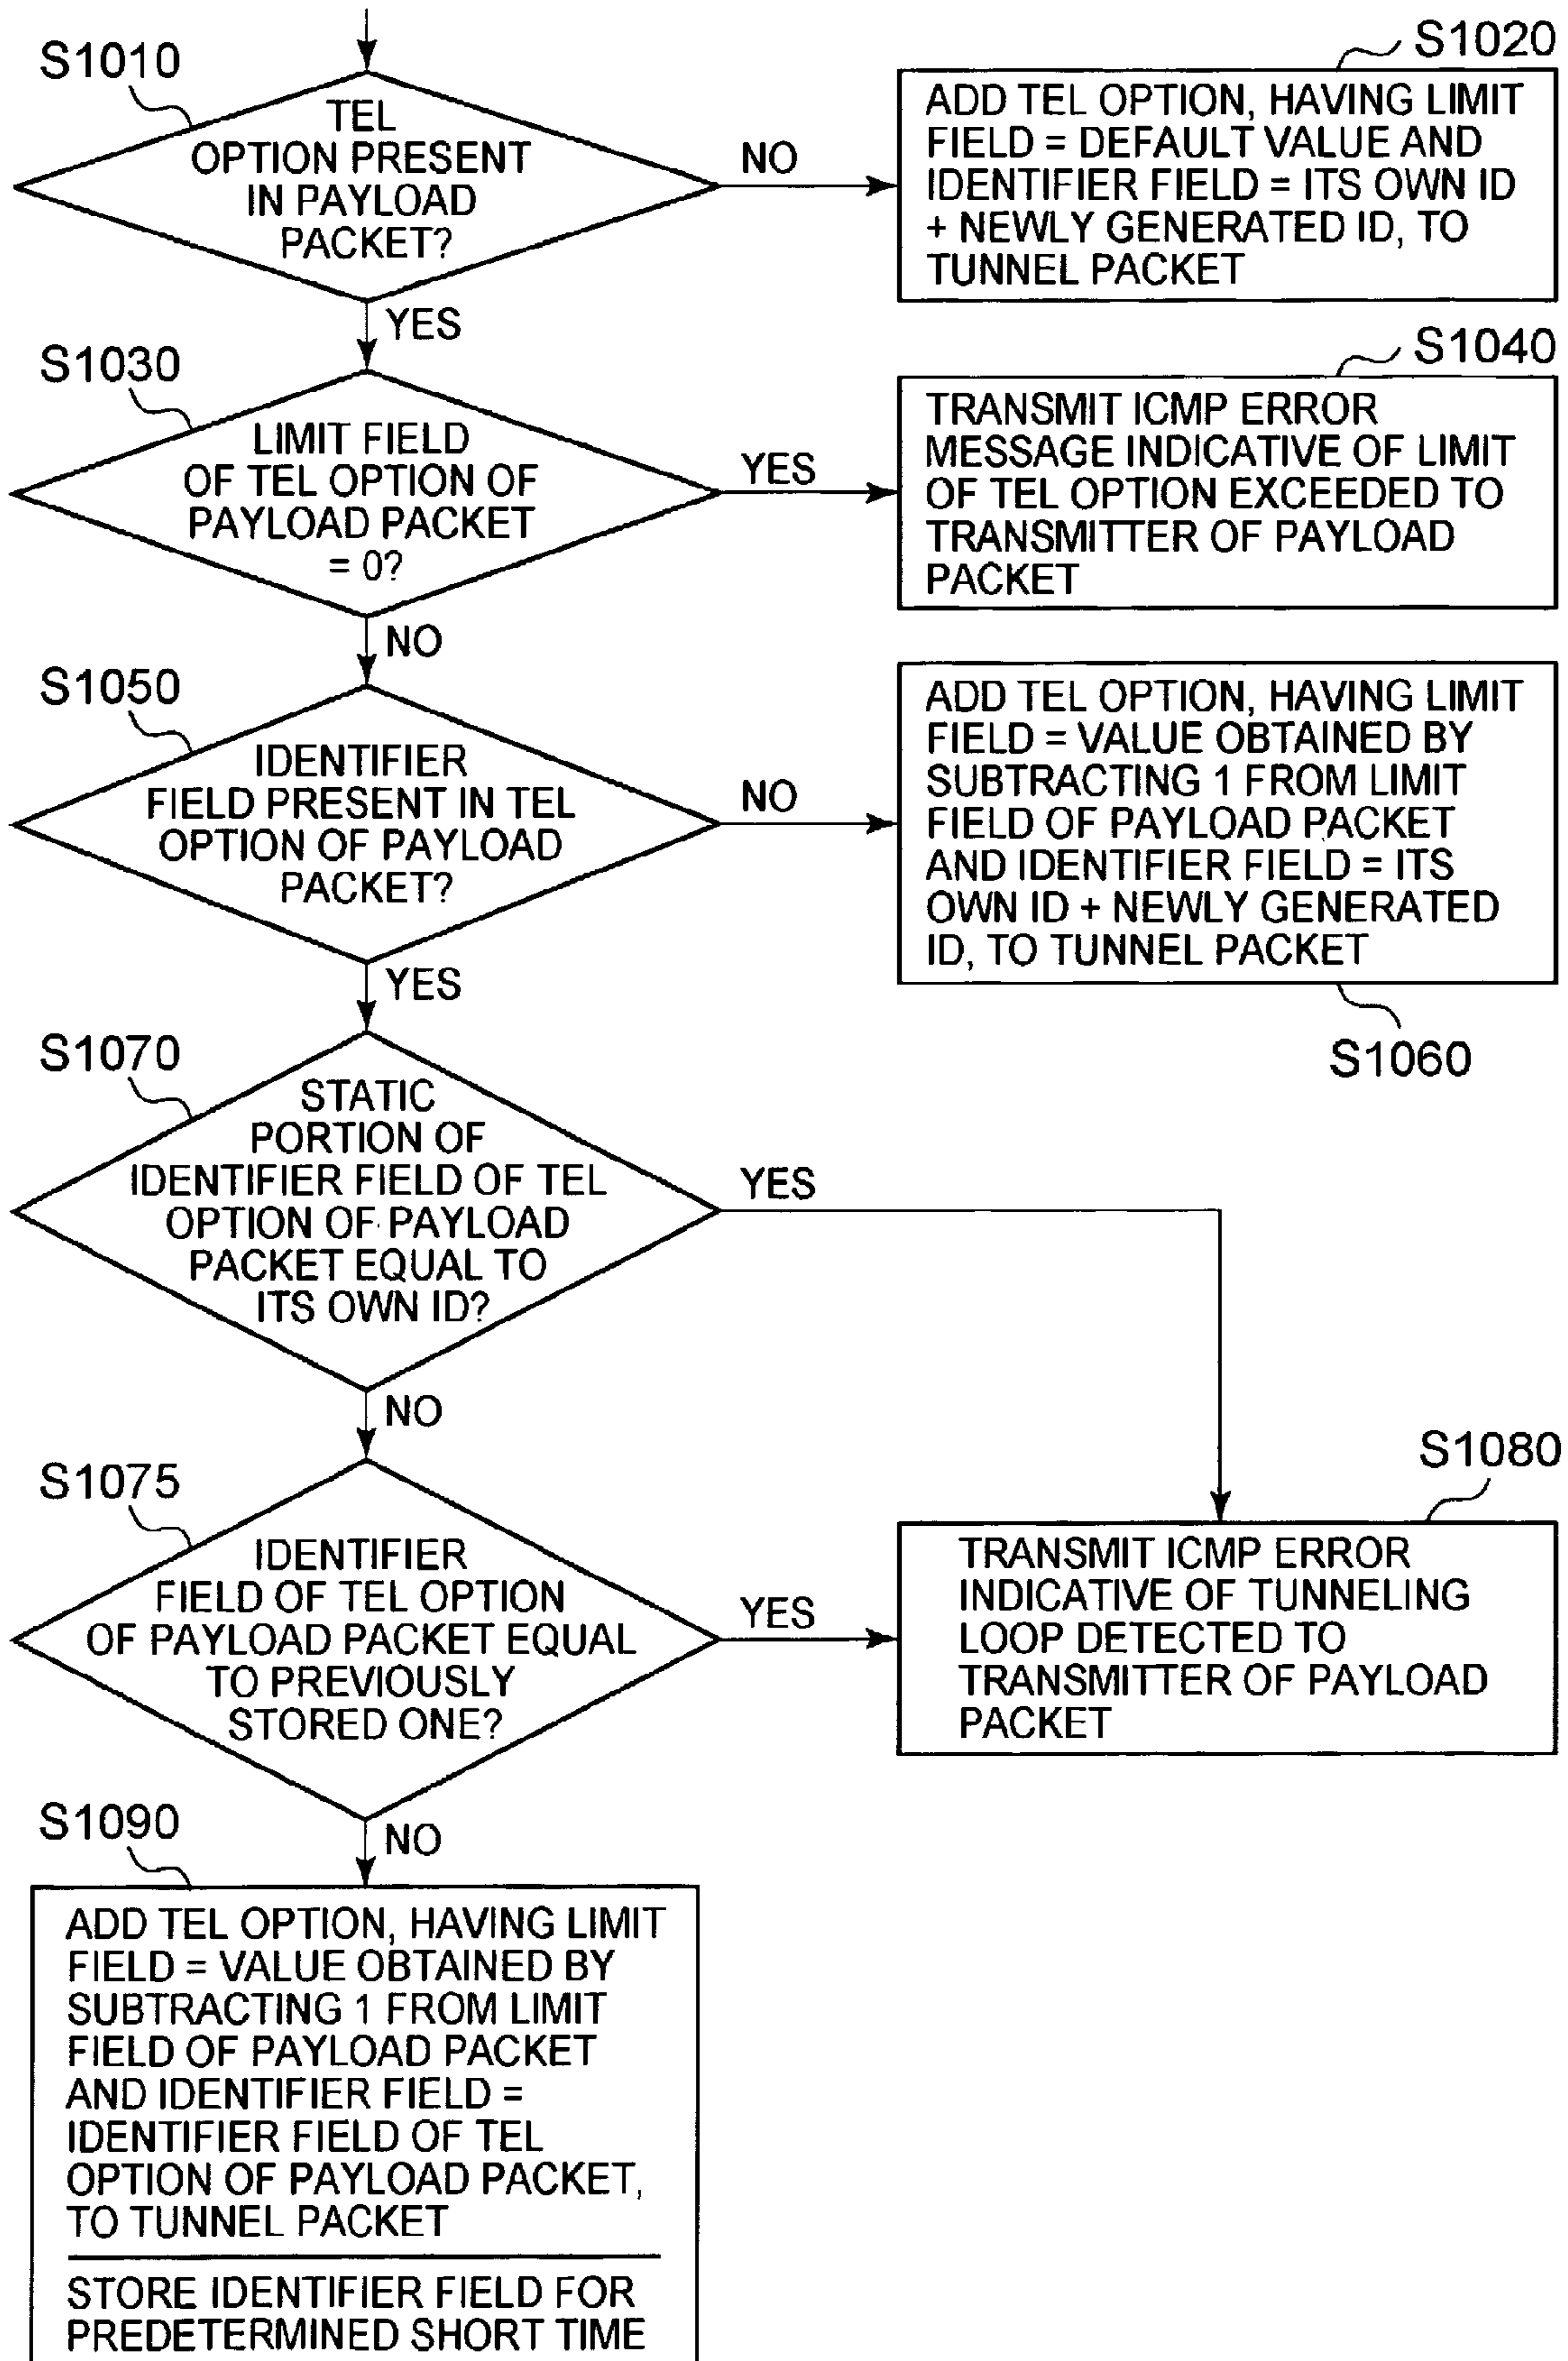 S1010
TEL
OPTION PRESENT
IN PAYLOAD
PACKET?
NO
YES
S1020
ADD TEL OPTION, HAVING LIMIT
FIELD = DEFAULT VALUE AND
IDENTIFIER FIELD = ITS OWN ID
+ NEWLY GENERATED ID, TO
TUNNEL PACKET
S1030
LIMIT FIELD
OF TEL OPTION OF
PAYLOAD PACKET
= 0?
YES
NO
S1040
TRANSMIT ICMP ERROR
MESSAGE INDICATIVE OF LIMIT
OF TEL OPTION EXCEEDED TO
TRANSMITTER OF PAYLOAD
PACKET
S1050
IDENTIFIER
FIELD PRESENT IN TEL
OPTION OF PAYLOAD
PACKET?
NO
YES
ADD TEL OPTION, HAVING LIMIT
FIELD = VALUE OBTAINED BY
SUBTRACTING 1 FROM LIMIT
FIELD OF PAYLOAD PACKET
AND IDENTIFIER FIELD = ITS
OWN ID + NEWLY GENERATED
ID, TO TUNNEL PACKET
S1060
S1070
STATIC
PORTION OF
IDENTIFIER FIELD OF TEL
OPTION OF PAYLOAD
PACKET EQUAL TO
ITS OWN ID?
YES
NO
S1075
IDENTIFIER
FIELD OF TEL OPTION
OF PAYLOAD PACKET EQUAL
TO PREVIOUSLY
STORED ONE?
YES
NO
S1080
TRANSMIT ICMP ERROR
INDICATIVE OF TUNNELING
LOOP DETECTED TO
TRANSMITTER OF PAYLOAD
PACKET
S1090
ADD TEL OPTION, HAVING LIMIT
FIELD = VALUE OBTAINED BY
SUBTRACTING 1 FROM LIMIT
FIELD OF PAYLOAD PACKET
AND IDENTIFIER FIELD =
IDENTIFIER FIELD OF TEL
OPTION OF PAYLOAD PACKET,
TO TUNNEL PACKET
STORE IDENTIFIER FIELD FOR
PREDETERMINED SHORT TIME